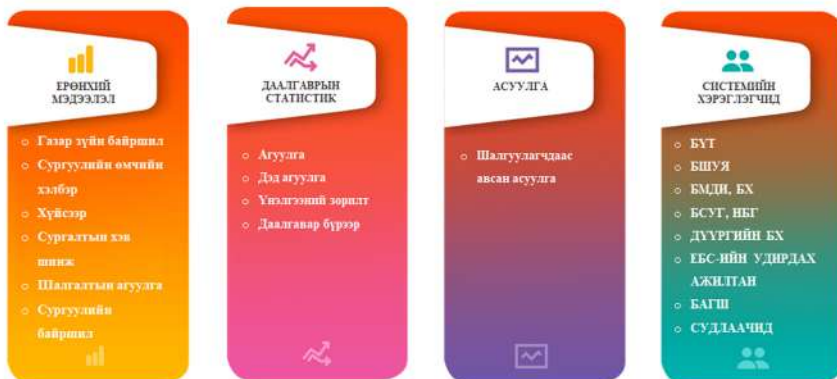 ЕРӨНХИЙ
МЭДЭЭЛЭЛ
○ Газар зүйн байршил
○ Сургуулийн өмчийн
хэлбэр
○ Хүйсээр
○ Сургалтын хэв
шинж
○ Шалгалтын агуулга
○ Сургуулийн
байршил
ДААЛГАВРЫН
СТАТИСТИК
○ Агуулга
○ Дэд агуулга
○ Үнэлгээний зорилт
○ Даалгавар бүрээр
АСУУЛГА
○ Шалгуулагчдаас
авсан асуулга
СИСТЕМИЙН
ХЭРЭГЛЭГЧИД
○ БҮТ
○ БШУЯ
○ БМДИ, БХ
○ БСУГ, НБГ
○ ДҮҮРГИЙН БХ
○ ЕБС-ИЙН УДИРДАХ
АЖИЛТАН
○ БАГШ
○ СУДЛААЧИД